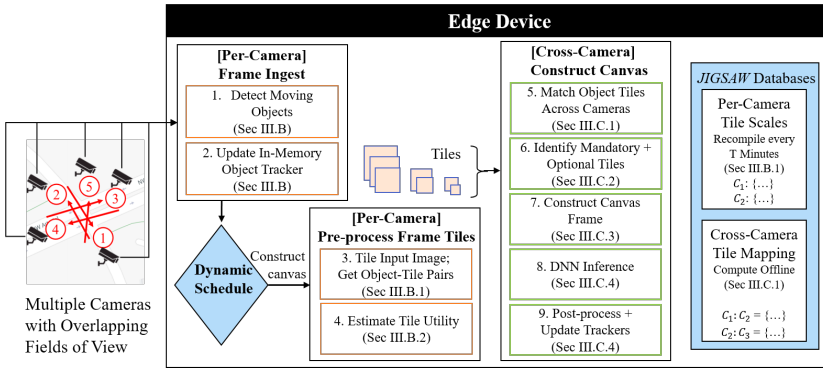 Edge Device
[Per-Camera]
Frame Ingest
1. Detect Moving
Objects
(Sec III.B)
2. Update In-Memory
Object Tracker
(Sec III.B)
2
5
3
4
1
Multiple Cameras
with Overlapping
Fields of View
Dynamic
Schedule
Construct
canvas
[Per-Camera]
Pre-process Frame Tiles
3. Tile Input Image;
Get Object-Tile Pairs
(Sec III.B.1)
4. Estimate Tile Utility
(Sec III.B.2)
Tiles
[Cross-Camera]
Construct Canvas
5. Match Object Tiles
Across Cameras
(Sec III.C.1)
6. Identify Mandatory +
Optional Tiles
(Sec III.C.2)
7. Construct Canvas
Frame
(Sec III.C.3)
8. DNN Inference
(Sec III.C.4)
9. Post-process +
Update Trackers
(Sec III.C.4)
JIGSAW Databases
Per-Camera
Tile Scales
Recompile every
T Minutes
(Sec III.B.1)
C₁: {…}
C₂: {…}
Cross-Camera
Tile Mapping
Compute Offline
(Sec III.C.1)
C₁: C₂ = {…}
C₂: C₃ = {…}